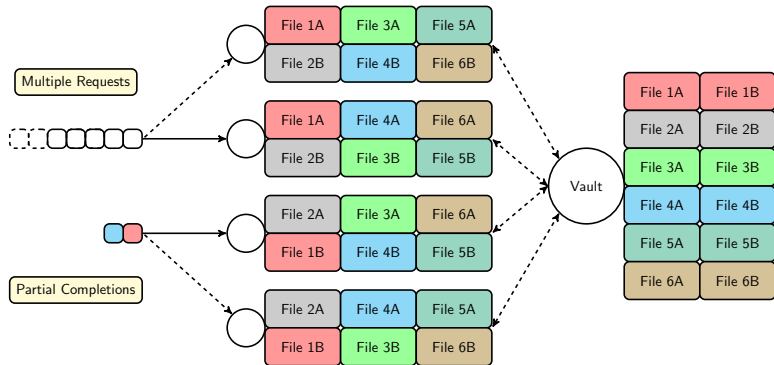 File 1A File 3A File 5A
File 2B File 4B File 6B
Multiple Requests
File 1A File 4A File 6A
File 2B File 3B File 5B
File 2A File 3A File 6A
File 1B File 4B File 5B
Partial Completions
File 2A File 4A File 5A
File 1B File 3B File 6B
Vault
File 1A File 1B
File 2A File 2B
File 3A File 3B
File 4A File 4B
File 5A File 5B
File 6A File 6B